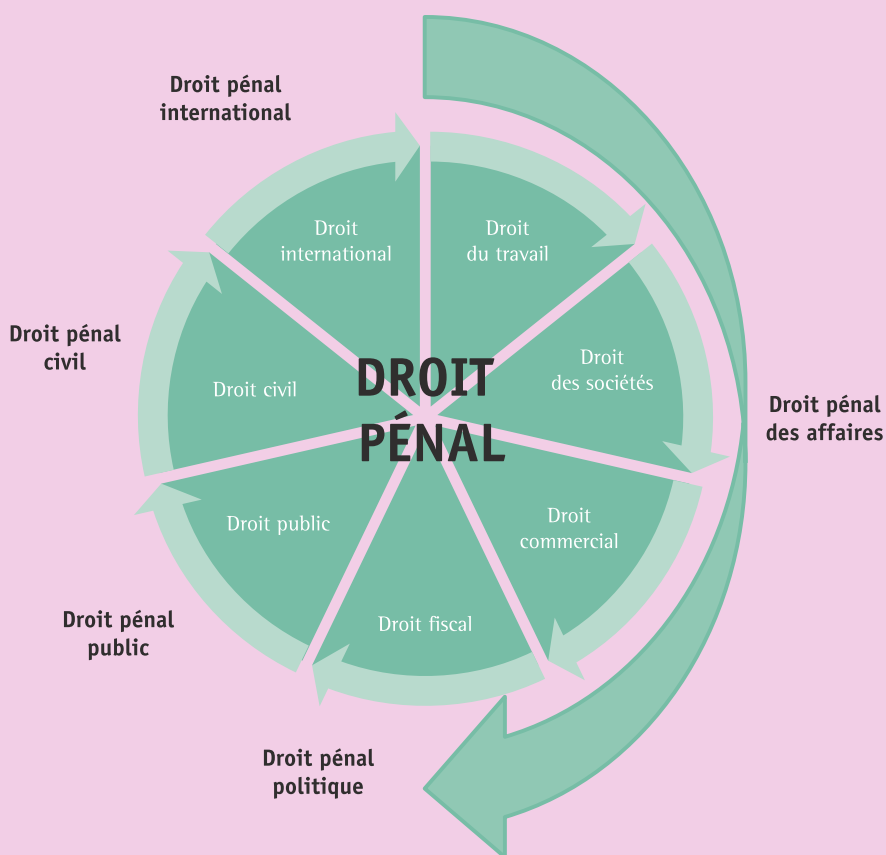 Droit pénal
international
Droit
international
Droit
du travail
Droit pénal
civil
Droit civil
DROIT
PÉNAL
Droit
des sociétés
Droit pénal
des affaires
Droit public
Droit
commercial
Droit pénal
public
Droit fiscal
Droit pénal
politique